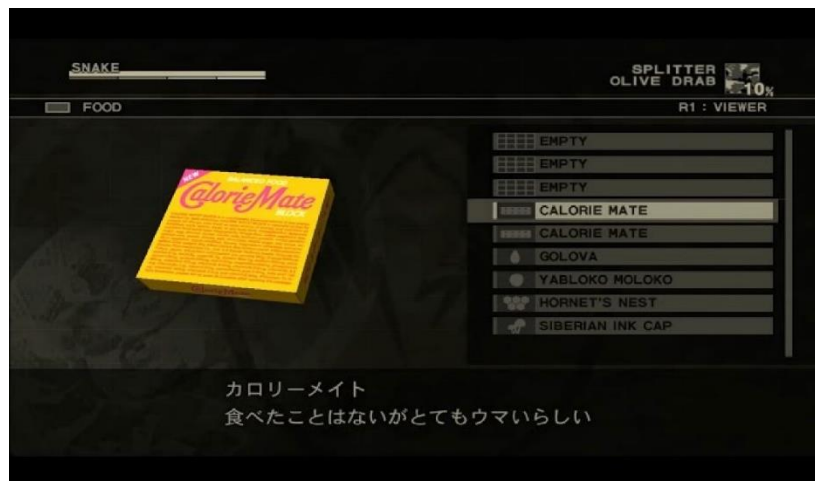 SNAKE
SPLITTER
OLIVE DRAB
10%
FOOD
R1 : VIEWER
EMPTY
EMPTY
EMPTY
CALORIE MATE
CALORIE MATE
GOLOVA
YABLOKO MOLOKO
HORNET'S NEST
SIBERIAN INK CAP
NEW
BALANCED FOOD
CalorieMate
BLOCK
カロリーメイト
食べたことはないがとてもウマいらしい